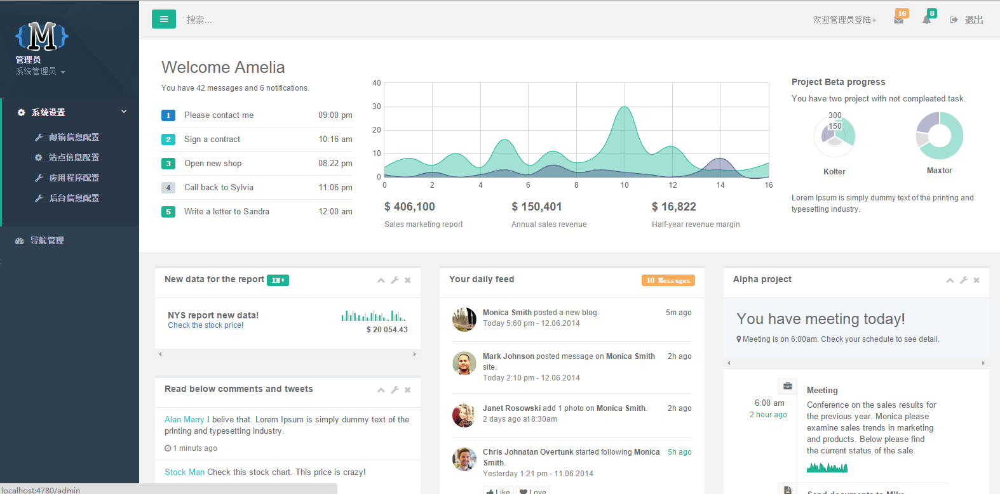 M
管理员
系统管理员
系统设置
邮箱信息配置
站点信息配置
应用程序配置
后台信息配置
导航管理
搜索...
欢迎管理员登陆。
16
8
退出
Welcome Amelia
You have 42 messages and 6 notifications.
1 Please contact me 09:00 pm
2 Sign a contract 10:16 am
3 Open new shop 08:22 pm
4 Call back to Sylvia 11:06 pm
5 Write a letter to Sandra 12:00 am
40
30
20
10
0
0 2 4 6 8 10 12 14 16
$ 406,100
Sales marketing report
$ 150,401
Annual sales revenue
$ 16,822
Half-year revenue margin
Project Beta progress
You have two project with not compleated task.
300
150
Kolter
Maxtor
Lorem Ipsum is simply dummy text of the printing and
typesetting industry.
New data for the report IN+
NYS report new data!
Check the stock price!
$ 20 054.43
Read below comments and tweets
Alan Marry I belive that. Lorem Ipsum is simply dummy text of the
printing and typesetting industry.
1 minuts ago
Stock Man Check this stock chart. This price is crazy!
Your daily feed 10 Messages
Monica Smith posted a new blog. 5m ago
Today 5:60 pm - 12.06.2014
Mark Johnson posted message on Monica Smith 2h ago
site.
Today 2:10 pm - 12.06.2014
Janet Rosowski add 1 photo on Monica Smith. 2h ago
2 days ago at 8:30am
Chris Johnatan Overtunk started following Monica 5h ago
Smith.
Yesterday 1:21 pm - 11.06.2014
Like Love
Alpha project
You have meeting today!
Meeting is on 6:00am. Check your schedule to see detail.
6:00 am
2 hour ago
Meeting
Conference on the sales results for
the previous year. Monica please
examine sales trends in marketing
and products. Below please find
the current status of the sale.
Send documents to Mike
localhost:4780/admin